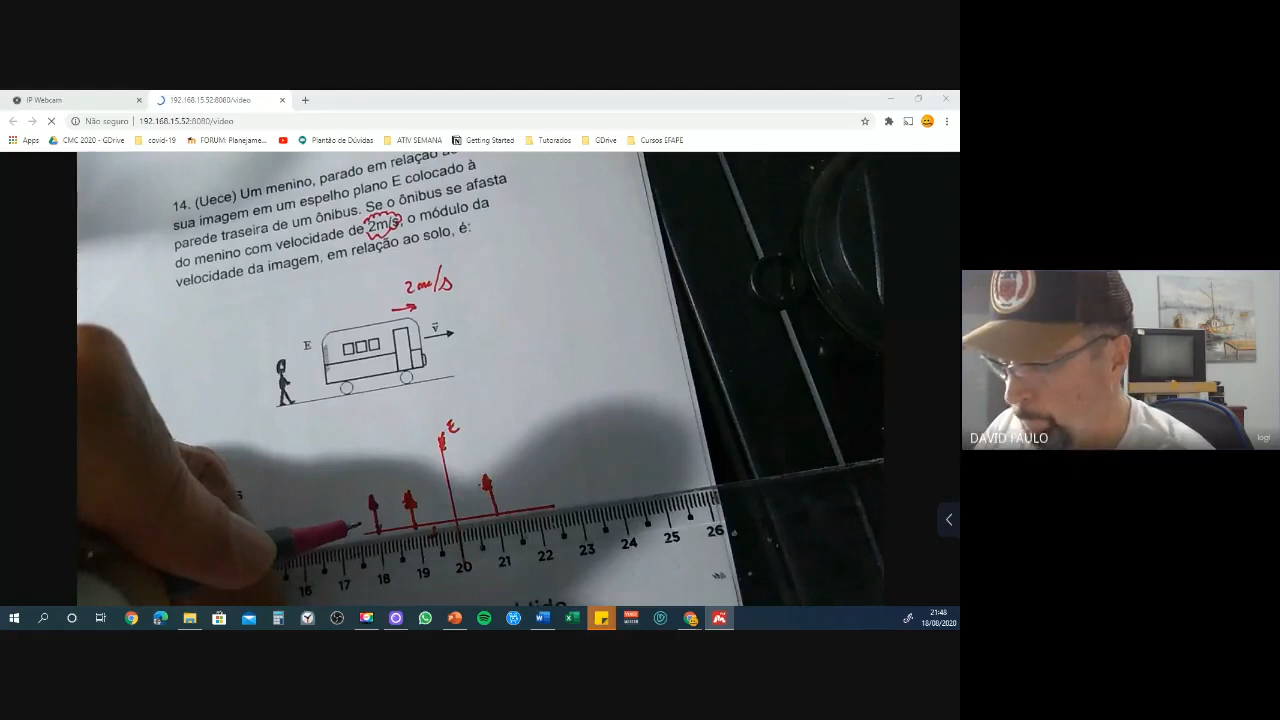 IP Webcam
192.168.15.52:8080/video
Não seguro
192.168.15.52:8080/video
Apps
CMC 2020 - GDrive
covid-19
FORUM: Planejame...
Plantão de Dúvidas
ATIV SEMANA
Getting Started
Tutorados
GDrive
Cursos EFAPE
14. (Uece) Um menino, parado em relação ao
sua imagem em um espelho plano E colocado à
parede traseira de um ônibus. Se o ônibus se afasta
do menino com velocidade de 2m/s, o módulo da
velocidade da imagem, em relação ao solo, é:
2m/s
E
v
E
16 17 18 19 20 21 22 23 24 25 26
DAVID PAULO
logi
21:48
18/08/2020